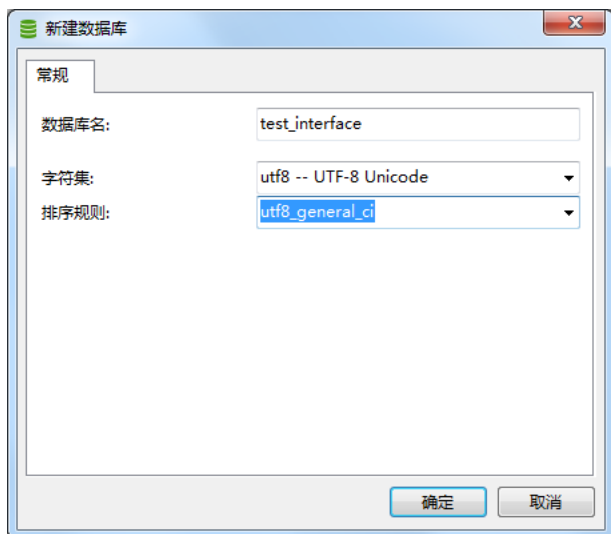 新建数据库
常规
数据库名: test_interface
字符集: utf8 -- UTF-8 Unicode
排序规则: utf8_general_ci
确定 取消